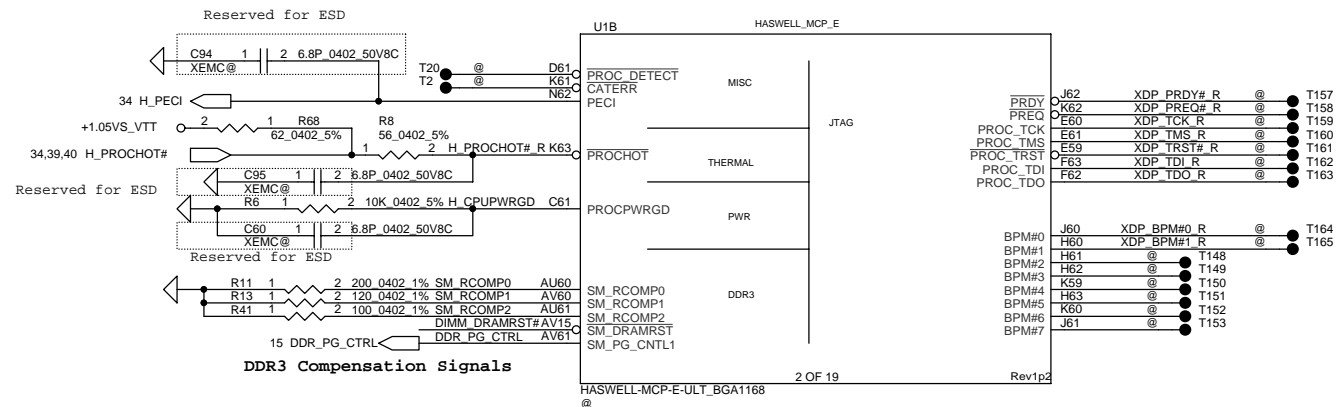 Reserved for ESD
U1B HASWELL_MCP_E
C94 1 2 6.8P_0402_50V8C
XEMC@
T20 @ D61 PROC_DETECT
T2 @ K61 CATERR
N62 PECI
MISC
34 H_PECI
+1.05VS_VTT 2 1 R68
62_0402_5%
R8
56_0402_5%
34,39,40 H_PROCHOT# 1 2 H_PROCHOT#_R K63 PROCHOT
THERMAL
C95 1 2 6.8P_0402_50V8C
XEMC@
Reserved for ESD
R6 1 2 10K_0402_5% H_CPUPWRGD C61 PROCPWRGD
PWR
C60 1 2 6.8P_0402_50V8C
XEMC@
Reserved for ESD
R11 1 2 200_0402_1% SM_RCOMP0 AU60 SM_RCOMP0
R13 1 2 120_0402_1% SM_RCOMP1 AV60 SM_RCOMP1
R41 1 2 100_0402_1% SM_RCOMP2 AU61 SM_RCOMP2
DIMM_DRAMRST# AV15 SM_DRAMRST
15 DDR_PG_CTRL DDR_PG_CTRL AV61 SM_PG_CNTL1
DDR3
DDR3 Compensation Signals
JTAG
PRDY J62 XDP_PRDY#_R @ T157
PREQ K62 XDP_PREQ#_R @ T158
PROC_TCK E60 XDP_TCK_R @ T159
PROC_TMS E61 XDP_TMS_R @ T160
PROC_TRST E59 XDP_TRST#_R @ T161
PROC_TDI F63 XDP_TDI_R @ T162
PROC_TDO F62 XDP_TDO_R @ T163
BPM#0 J60 XDP_BPM#0_R @ T164
BPM#1 H60 XDP_BPM#1_R @ T165
BPM#2 H61 @ T148
BPM#3 H62 @ T149
BPM#4 K59 @ T150
BPM#5 H63 @ T151
BPM#6 K60 @ T152
BPM#7 J61 @ T153
2 OF 19 Rev1p2
HASWELL-MCP-E-ULT_BGA1168
@